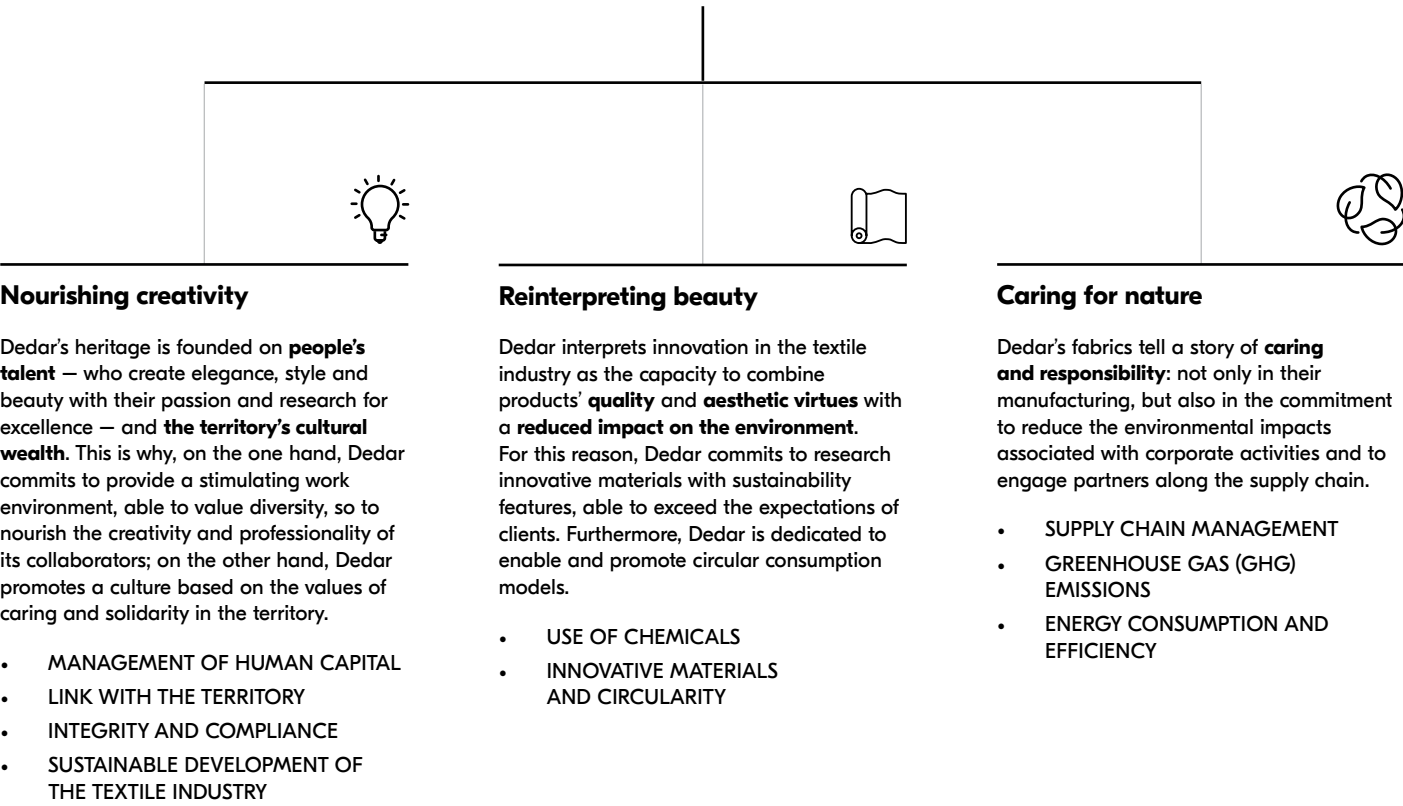 Nourishing creativity
Dedar’s heritage is founded on people’s
talent – who create elegance, style and
beauty with their passion and research for
excellence – and the territory’s cultural
wealth. This is why, on the one hand, Dedar
commits to provide a stimulating work
environment, able to value diversity, so to
nourish the creativity and professionality of
its collaborators; on the other hand, Dedar
promotes a culture based on the values of
caring and solidarity in the territory.
• MANAGEMENT OF HUMAN CAPITAL
• LINK WITH THE TERRITORY
• INTEGRITY AND COMPLIANCE
• SUSTAINABLE DEVELOPMENT OF
THE TEXTILE INDUSTRY
Reinterpreting beauty
Dedar interprets innovation in the textile
industry as the capacity to combine
products’ quality and aesthetic virtues with
a reduced impact on the environment.
For this reason, Dedar commits to research
innovative materials with sustainability
features, able to exceed the expectations of
clients. Furthermore, Dedar is dedicated to
enable and promote circular consumption
models.
• USE OF CHEMICALS
• INNOVATIVE MATERIALS
AND CIRCULARITY
Caring for nature
Dedar’s fabrics tell a story of caring
and responsibility: not only in their
manufacturing, but also in the commitment
to reduce the environmental impacts
associated with corporate activities and to
engage partners along the supply chain.
• SUPPLY CHAIN MANAGEMENT
• GREENHOUSE GAS (GHG)
EMISSIONS
• ENERGY CONSUMPTION AND
EFFICIENCY